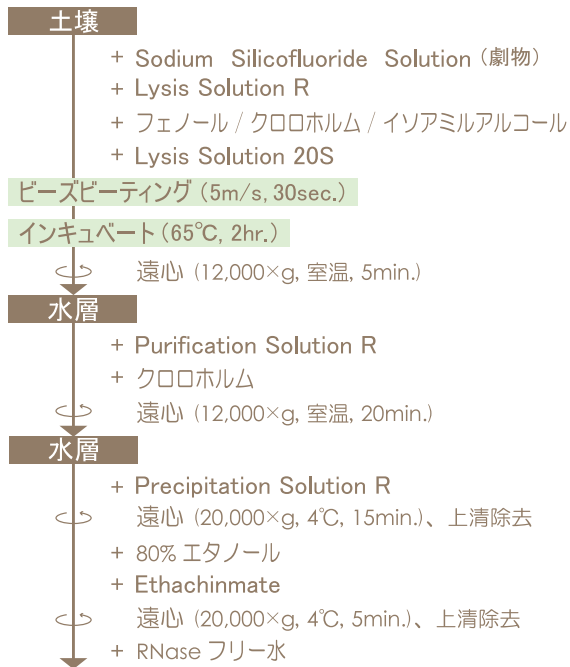 土壌
+ Sodium Silicofluoride Solution（劇物）
+ Lysis Solution R
+ フェノール / クロロホルム / イソアミルアルコール
+ Lysis Solution 20S
ビーズビーティング（5m/s, 30sec.）
インキュベート（65℃, 2hr.）
遠心 (12,000×g, 室温, 5min.)
水層
+ Purification Solution R
+ クロロホルム
遠心 (12,000×g, 室温, 20min.)
水層
+ Precipitation Solution R
遠心 (20,000×g, 4℃, 15min.)、上清除去
+ 80% エタノール
+ Ethachinmate
遠心 (20,000×g, 4℃, 5min.)、上清除去
+ RNase フリー水